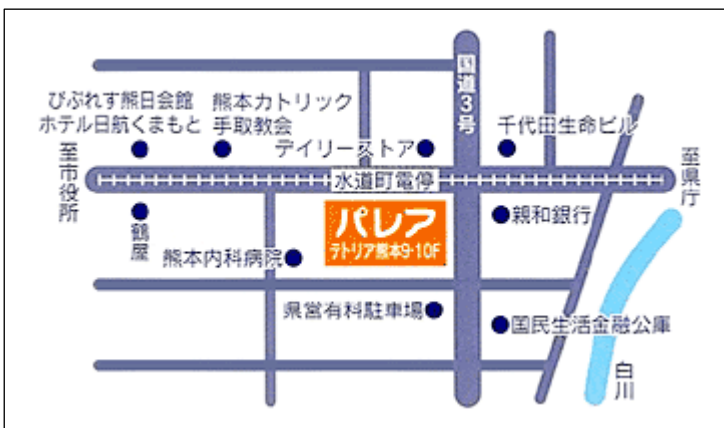 国道3号
びぷれす熊日会館
ホテル日航くまもと
熊本カトリック
手取教会
デイリーストア
千代田生命ビル
至市役所
水道町電停
至県庁
鶴屋
パレア
テトリア熊本9・10F
親和銀行
熊本内科病院
県営有料駐車場
国民生活金融公庫
白川